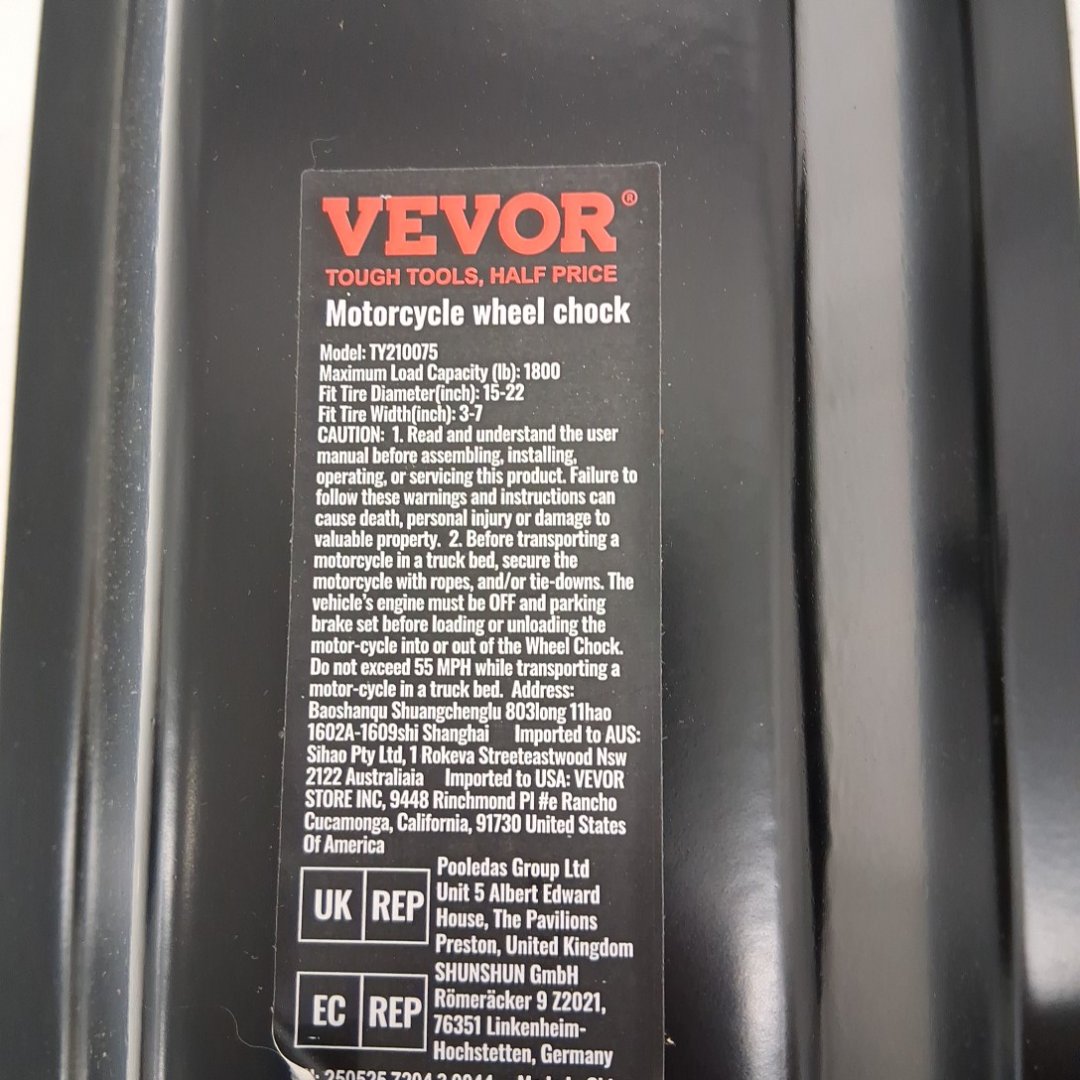 VEVOR®
TOUGH TOOLS, HALF PRICE
Motorcycle wheel chock
Model: TY210075
Maximum Load Capacity (lb): 1800
Fit Tire Diameter(inch): 15-22
Fit Tire Width(inch): 3-7
CAUTION: 1. Read and understand the user
manual before assembling, installing,
operating, or servicing this product. Failure to
follow these warnings and instructions can
cause death, personal injury or damage to
valuable property. 2. Before transporting a
motorcycle in a truck bed, secure the
motorcycle with ropes, and/or tie-downs. The
vehicle's engine must be OFF and parking
brake set before loading or unloading the
motor-cycle into or out of the Wheel Chock.
Do not exceed 55 MPH while transporting a
motor-cycle in a truck bed. Address:
Baoshanqu Shuangchenglu 803long 11hao
1602A-1609shi Shanghai Imported to AUS:
Sihao Pty Ltd, 1 Rokeva Streeteastwood Nsw
2122 Australiaia Imported to USA: VEVOR
STORE INC, 9448 Rinchmond Pl #e Rancho
Cucamonga, California, 91730 United States
Of America
UK REP
Pooledas Group Ltd
Unit 5 Albert Edward
House, The Pavilions
Preston, United Kingdom
EC REP
SHUNSHUN GmbH
Römeräcker 9 Z2021,
76351 Linkenheim-
Hochstetten, Germany